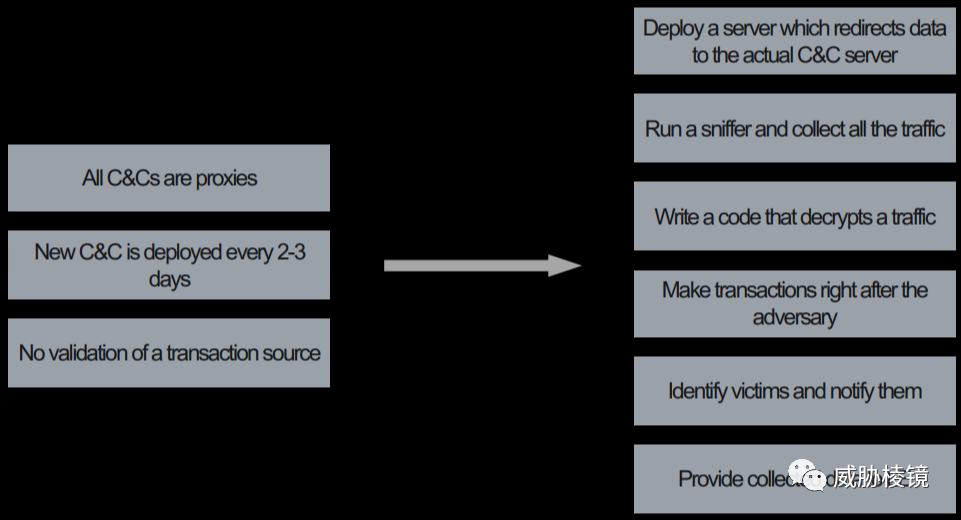 All C&Cs are proxies
New C&C is deployed every 2-3
days
No validation of a transaction source
Deploy a server which redirects data
to the actual C&C server
Run a sniffer and collect all the traffic
Write a code that decrypts a traffic
Make transactions right after the
adversary
Identify victims and notify them
Provide
威胁棱镜